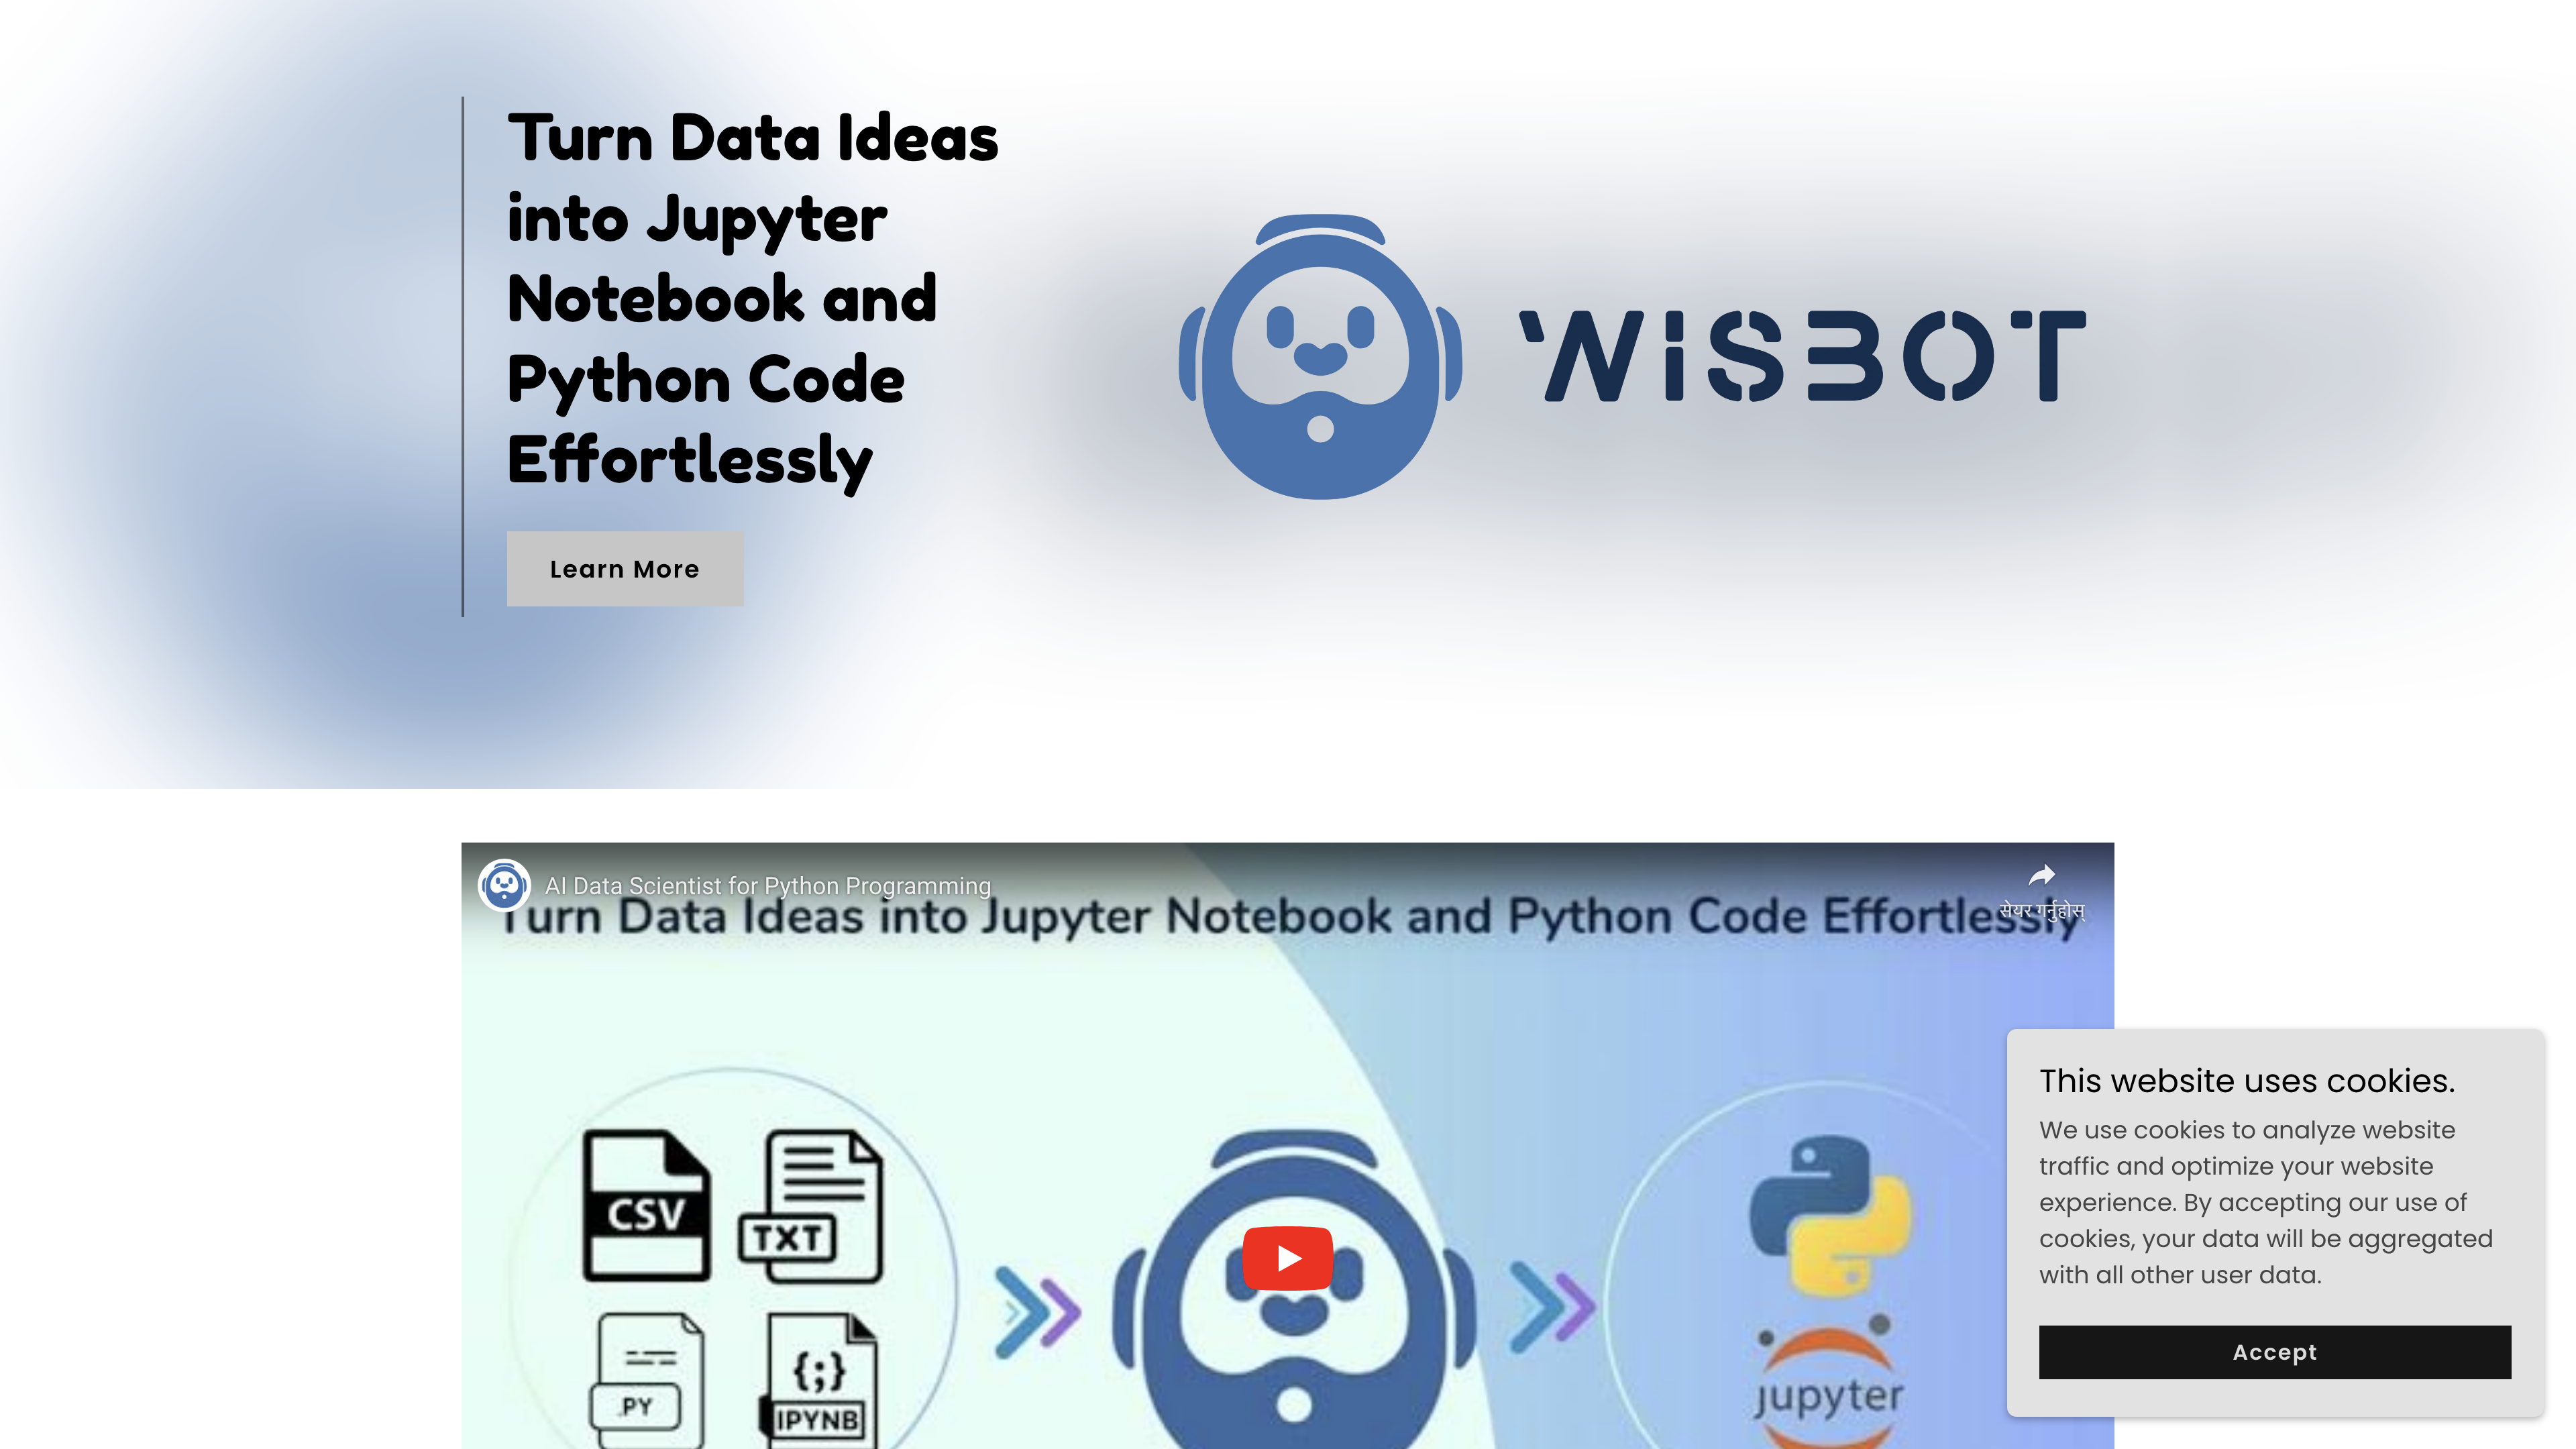 Turn Data Ideas
into Jupyter
Notebook and
Python Code
Effortlessly
Learn More
WISBOT
AI Data Scientist for Python Programming
सेयर गर्नुहोस्
Turn Data Ideas into Jupyter Notebook and Python Code Effortlessly
CSV
TXT
.PY
{;}
IPYNB
jupyter
This website uses cookies.
We use cookies to analyze website
traffic and optimize your website
experience. By accepting our use of
cookies, your data will be aggregated
with all other user data.
Accept